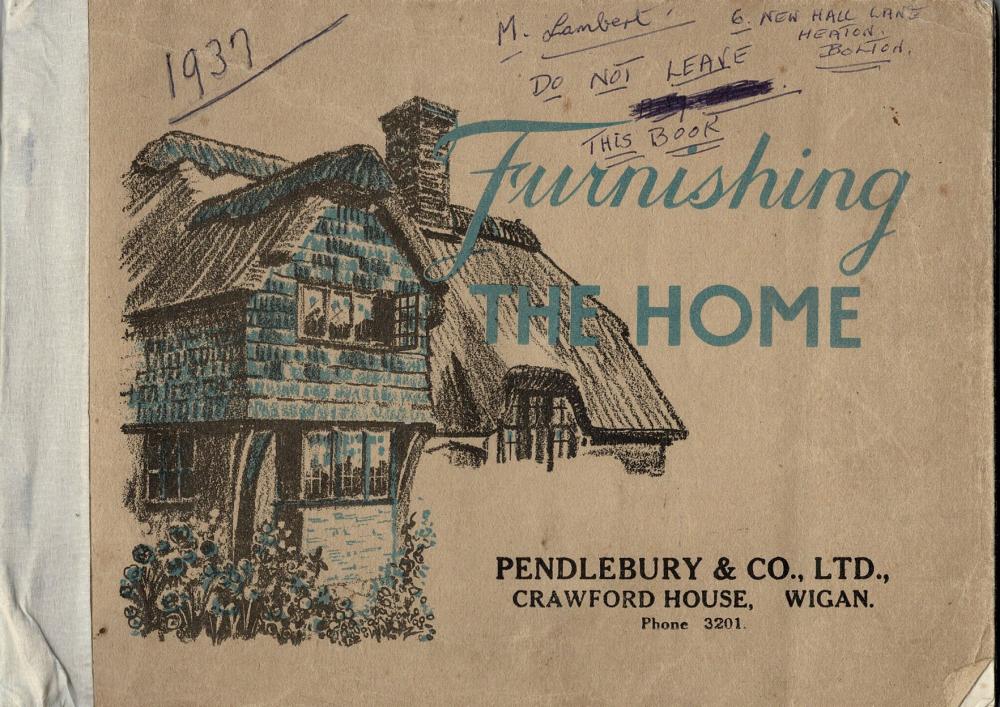 1937
M. Lambert
6. NEW HALL LANE
HEATON.
BOLTON.
DO NOT LEAVE
THIS BOOK
Furnishing
THE HOME
PENDLEBURY & CO., LTD.,
CRAWFORD HOUSE, WIGAN.
Phone 3201.